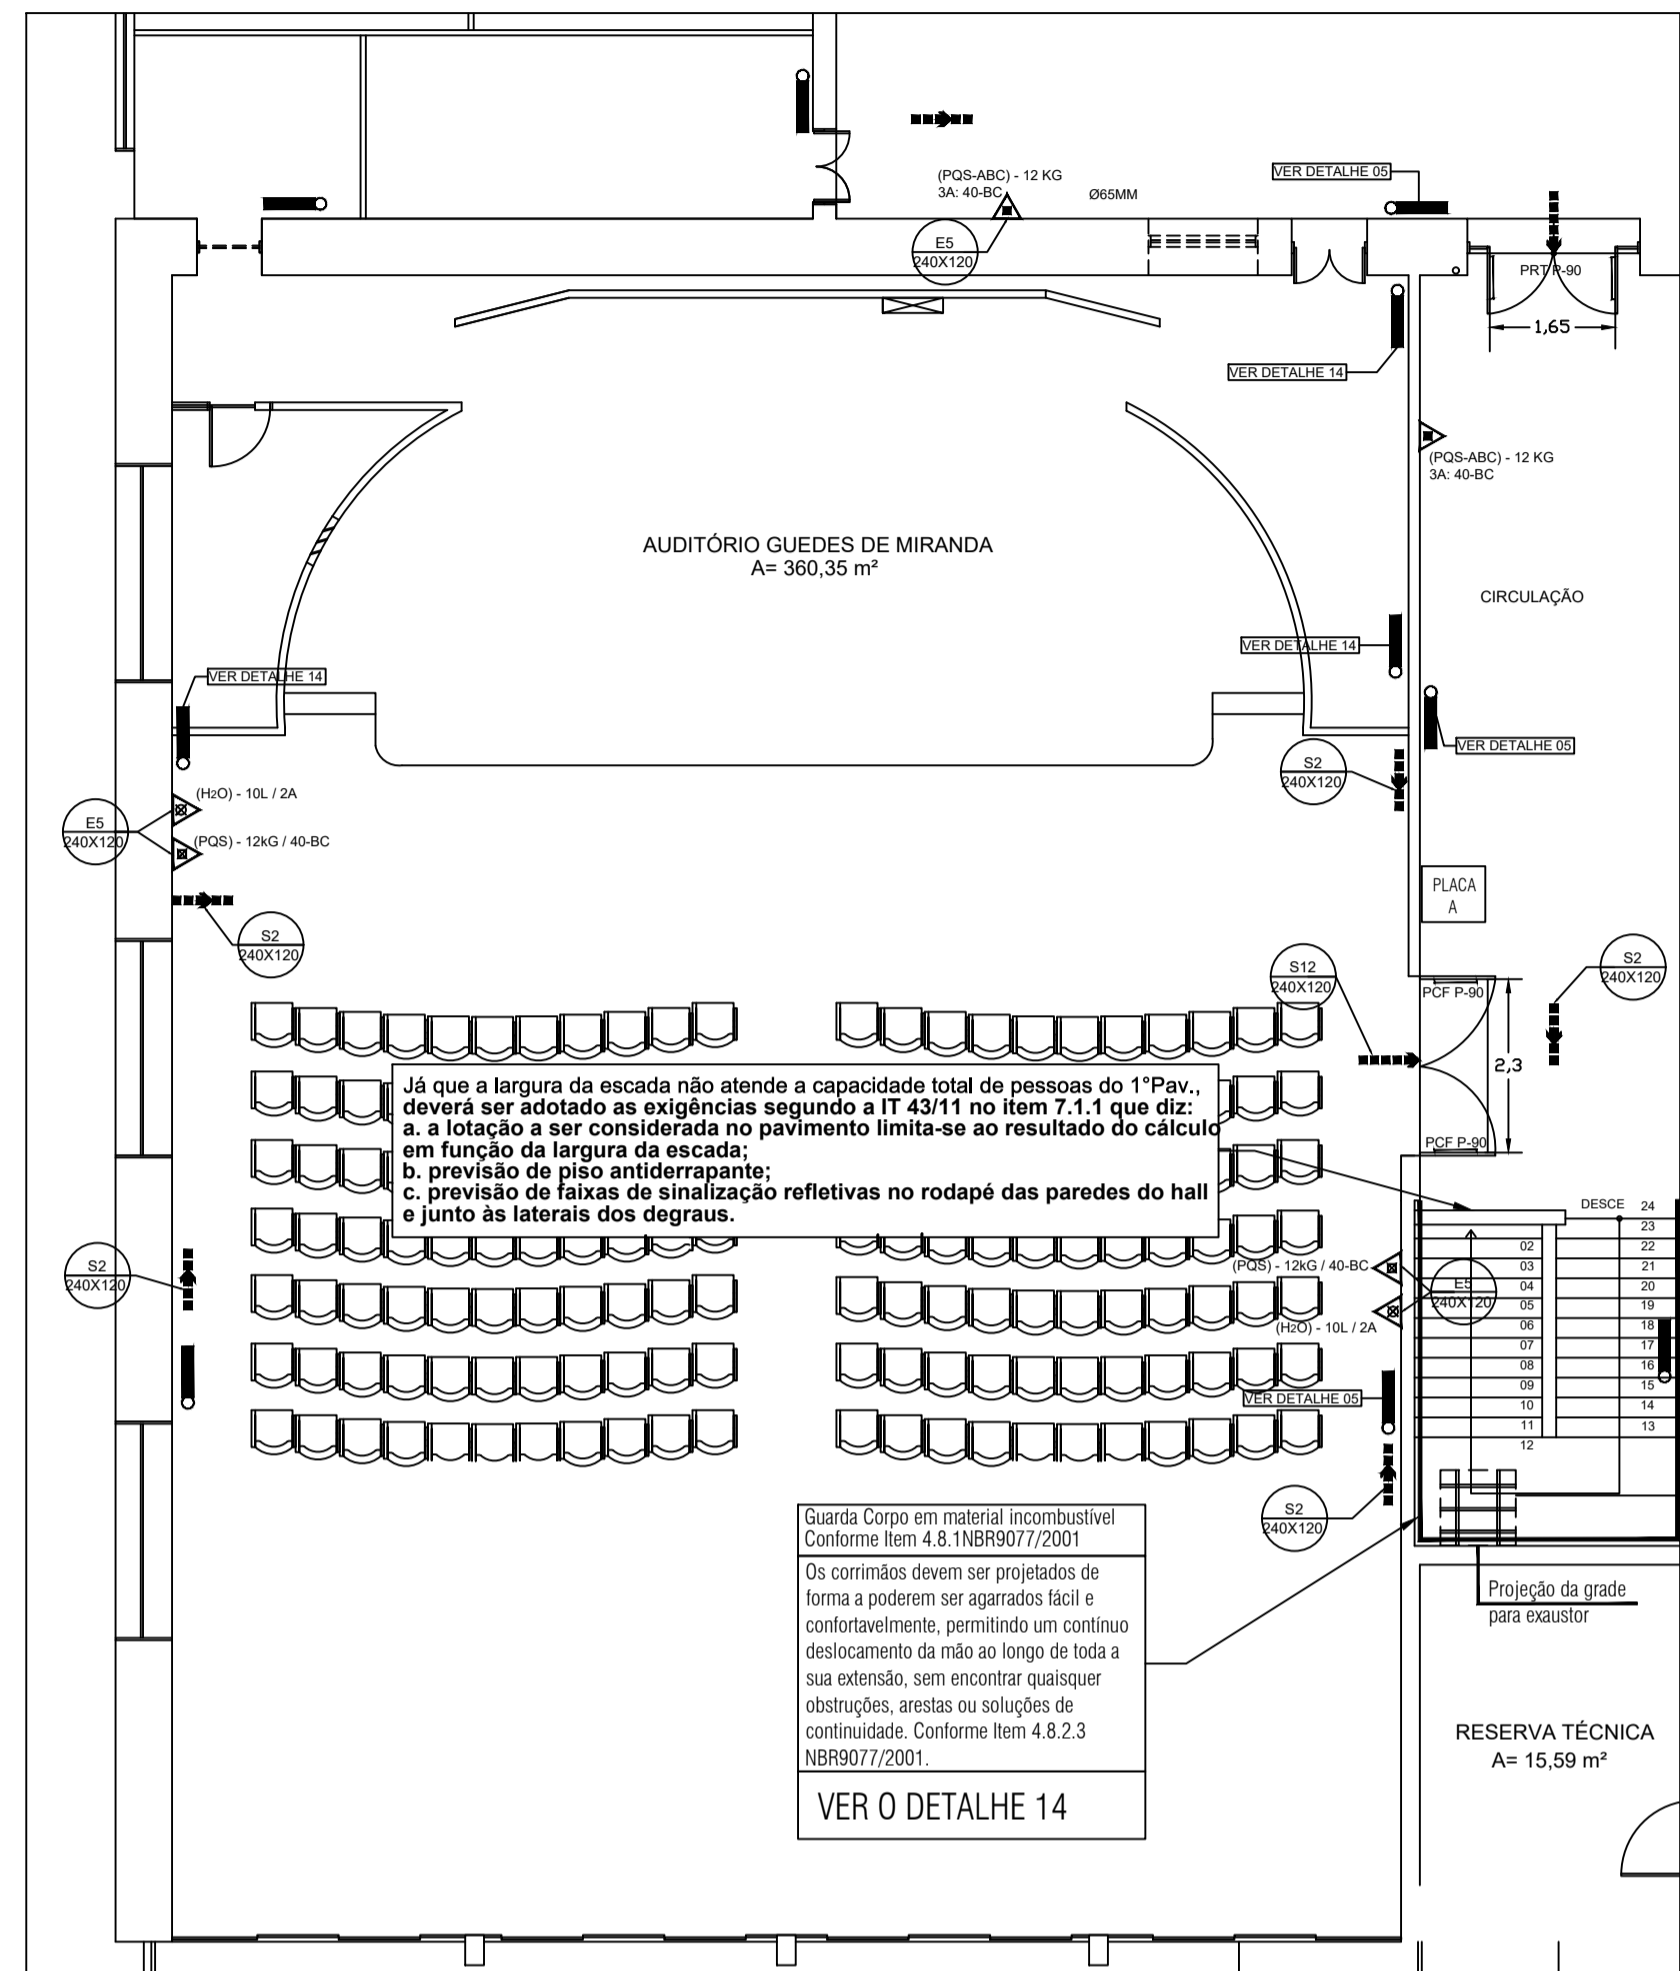 (PQS-ABC) - 12 KG
3A: 40-BC
Ø65MM
VER DETALHE 05
E5
240X120
PRT P-90
1,65
VER DETALHE 14
(PQS-ABC) - 12 KG
3A: 40-BC
AUDITÓRIO GUEDES DE MIRANDA
A= 360,35 m²
CIRCULAÇÃO
VER DETALHE 14
VER DETALHE 14
VER DETALHE 05
S2
240X120
(H2O) - 10L / 2A
E5
240X120
(PQS) - 12kG / 40-BC
PLACA
A
S2
240X120
S12
240X120
S2
240X120
PCF P-90
2,3
PCF P-90
Já que a largura da escada não atende a capacidade total de pessoas do 1°Pav.,
deverá ser adotado as exigências segundo a IT 43/11 no item 7.1.1 que diz:
a. a lotação a ser considerada no pavimento limita-se ao resultado do cálculo
em função da largura da escada;
b. previsão de piso antiderrapante;
c. previsão de faixas de sinalização refletivas no rodapé das paredes do hall
e junto às laterais dos degraus.
DESCE
24
23
22
21
20
19
18
17
16
15
14
13
02
03
04
05
06
07
08
09
10
11
12
S2
240X120
(PQS) - 12kG / 40-BC
E5
240X120
(H2O) - 10L / 2A
VER DETALHE 05
S2
240X120
Guarda Corpo em material incombustível
Conforme Item 4.8.1NBR9077/2001
Os corrimãos devem ser projetados de
forma a poderem ser agarrados fácil e
confortavelmente, permitindo um contínuo
deslocamento da mão ao longo de toda a
sua extensão, sem encontrar quaisquer
obstruções, arestas ou soluções de
continuidade. Conforme Item 4.8.2.3
NBR9077/2001.
VER O DETALHE 14
Projeção da grade
para exaustor
RESERVA TÉCNICA
A= 15,59 m²